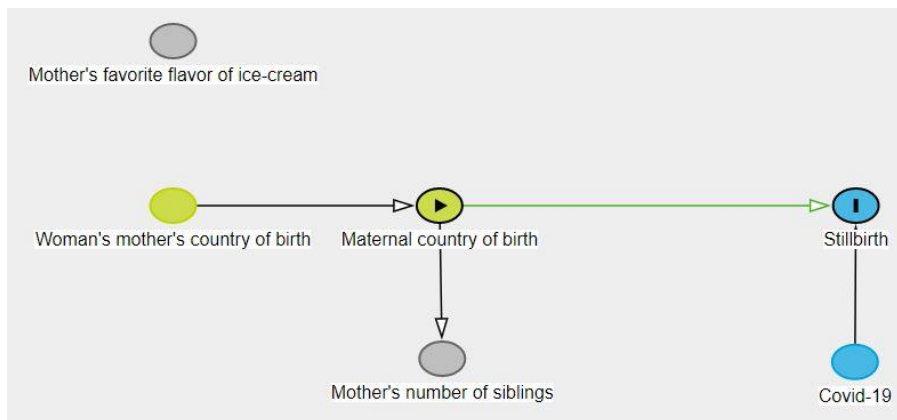 Mother's favorite flavor of ice-cream
Woman's mother's country of birth
Maternal country of birth
Stillbirth
Mother's number of siblings
Covid-19